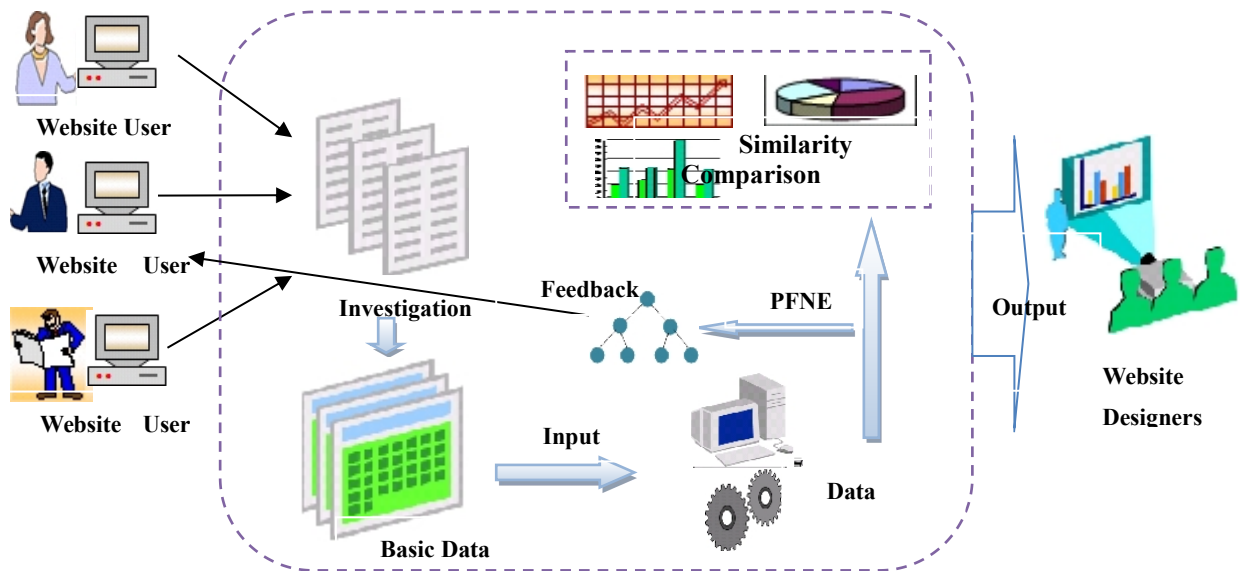 Website User
Website User
Website User
Investigation
Basic Data
Input
Data
Feedback
PFNE
Similarity
Comparison
Output
Website
Designers